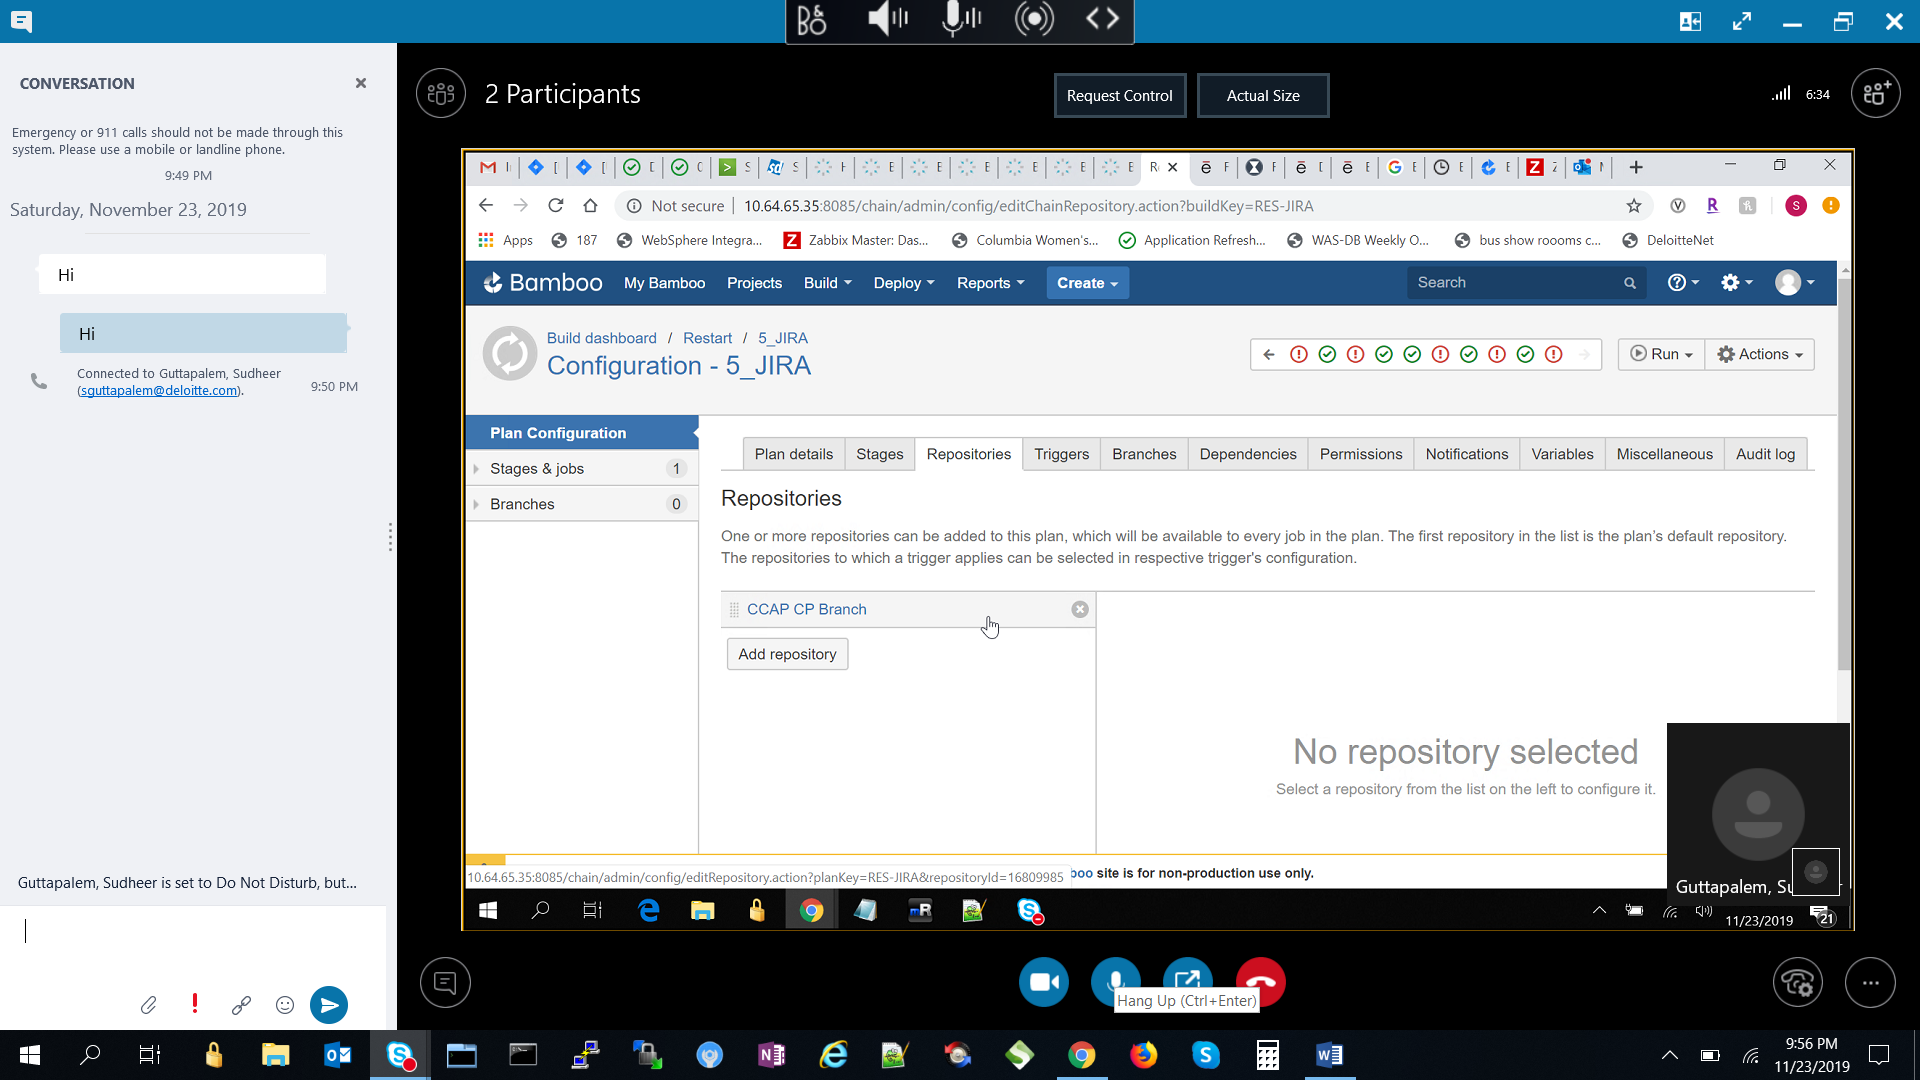 B&O
CONVERSATION
Emergency or 911 calls should not be made through this
system. Please use a mobile or landline phone.
9:49 PM
Saturday, November 23, 2019
Hi
Hi
Connected to Guttapalem, Sudheer
(sguttapalem@deloitte.com).
9:50 PM
Guttapalem, Sudheer is set to Do Not Disturb, but...
2 Participants
Request Control
Actual Size
6:34
Not secure
10.64.65.35:8085/chain/admin/config/editChainRepository.action?buildKey=RES-JIRA
Apps
187
WebSphere Integra...
Zabbix Master: Das...
Columbia Women's...
Application Refresh...
WAS-DB Weekly O...
bus show roooms c...
DeloitteNet
Bamboo
My Bamboo
Projects
Build
Deploy
Reports
Create
Search
Build dashboard / Restart / 5_JIRA
Configuration - 5_JIRA
Run
Actions
Plan Configuration
Stages & jobs 1
Branches 0
Plan details
Stages
Repositories
Triggers
Branches
Dependencies
Permissions
Notifications
Variables
Miscellaneous
Audit log
Repositories
One or more repositories can be added to this plan, which will be available to every job in the plan. The first repository in the list is the plan's default repository.
The repositories to which a trigger applies can be selected in respective trigger's configuration.
CCAP CP Branch
Add repository
No repository selected
Select a repository from the list on the left to configure it.
10.64.65.35:8085/chain/admin/config/editRepository.action?planKey=RES-JIRA&repositoryId=16809985
boo site is for non-production use only.
Guttapalem, Su
11/23/2019
21
Hang Up (Ctrl+Enter)
9:56 PM
11/23/2019